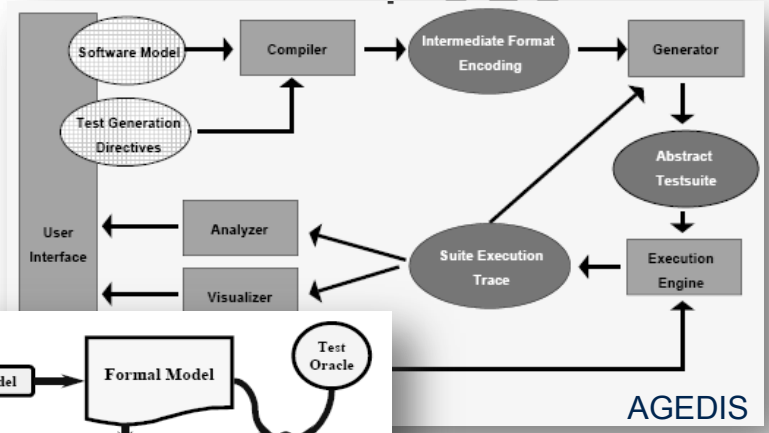 Software Model
Compiler
Intermediate Format
Encoding
Generator
Test Generation
Directives
Abstract
Testsuite
User
Interface
Analyzer
Suite Execution
Trace
Execution
Engine
Visualizer
Formal Model
Test
Oracle
AGEDIS